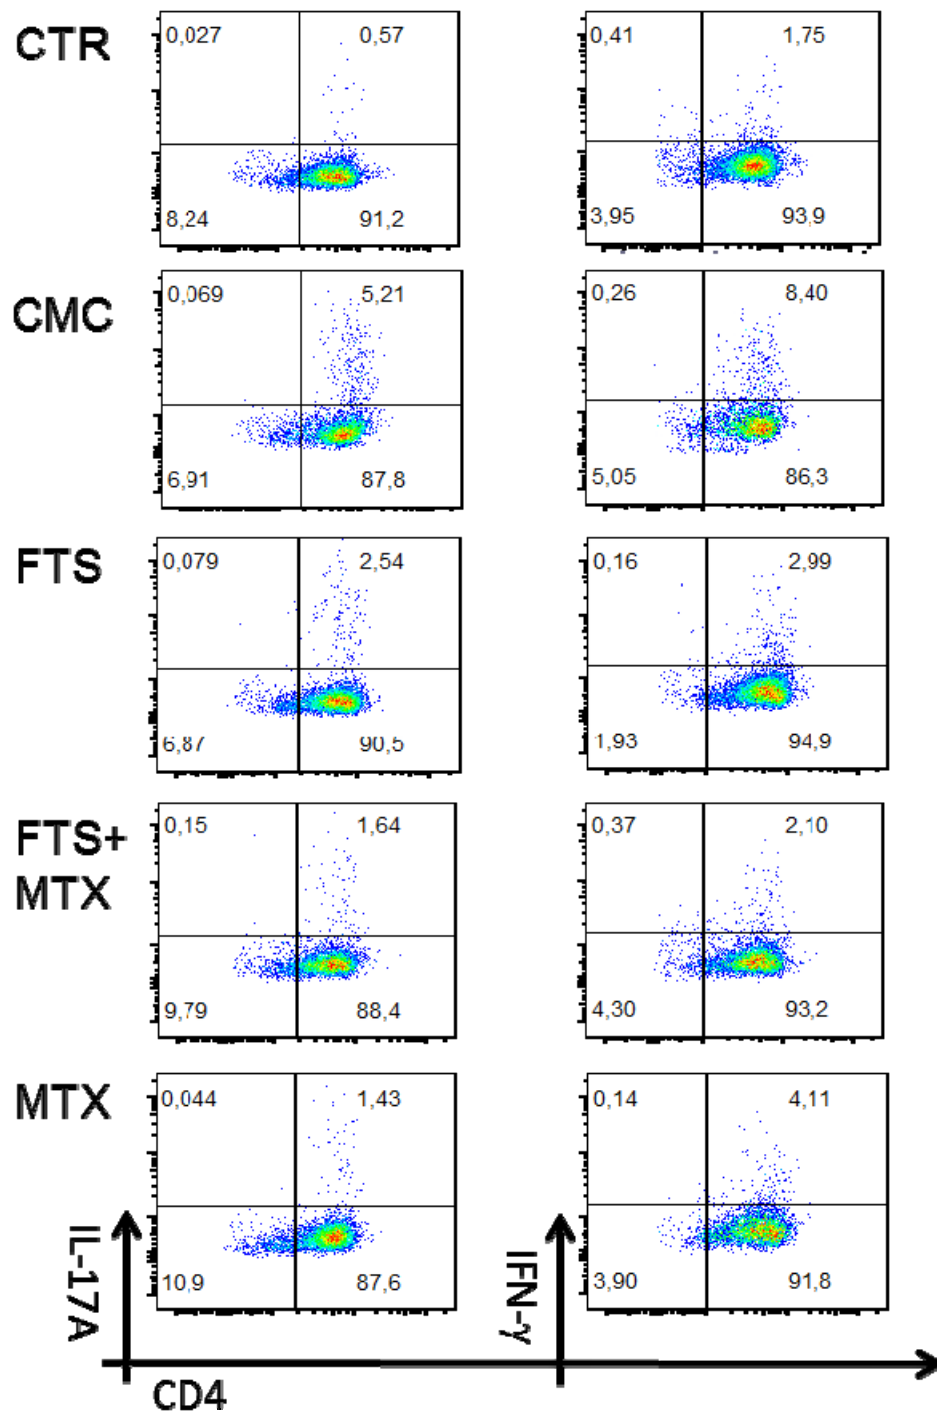 CTR
0,027 0,57
8,24 91,2
0,41 1,75
3,95 93,9
CMC
0,069 5,21
6,91 87,8
0,26 8,40
5,05 86,3
FTS
0,079 2,54
6,87 90,5
0,16 2,99
1,93 94,9
FTS+
MTX
0,15 1,64
9,79 88,4
0,37 2,10
4,30 93,2
MTX
0,044 1,43
10,9 87,6
0,14 4,11
3,90 91,8
IL-17A
IFN-γ
CD4